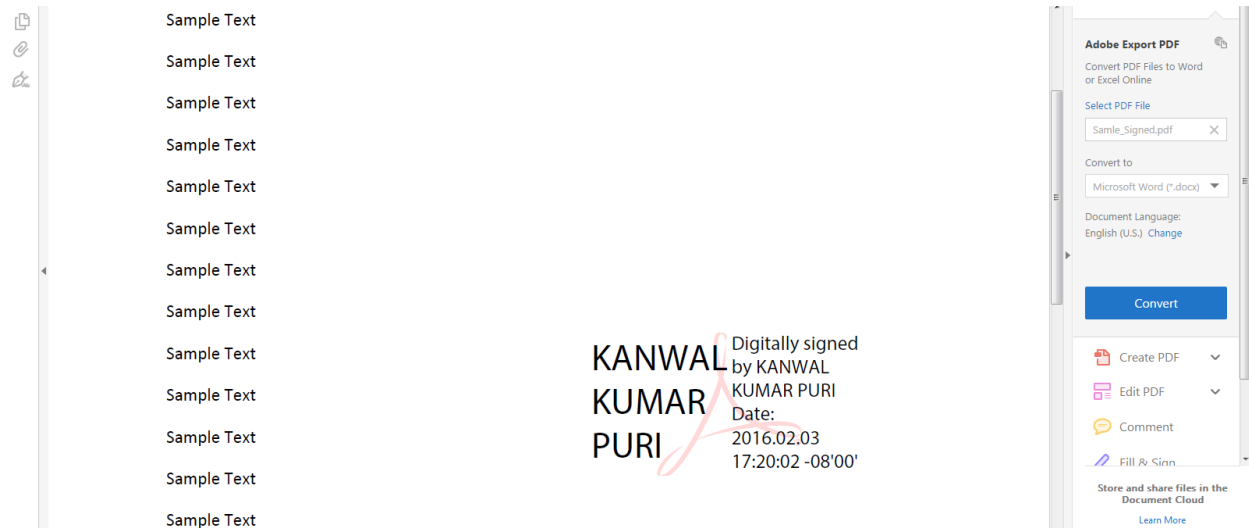 Sample Text
Sample Text
Sample Text
Sample Text
Sample Text
Sample Text
Sample Text
Sample Text
Sample Text
Sample Text
Sample Text
Sample Text
Sample Text
KANWAL
KUMAR
PURI
Digitally signed
by KANWAL
KUMAR PURI
Date:
2016.02.03
17:20:02 -08'00'
Adobe Export PDF
Convert PDF Files to Word
or Excel Online
Select PDF File
Samle_Signed.pdf
Convert to
Microsoft Word (*.docx)
Document Language:
English (U.S.) Change
Convert
Create PDF
Edit PDF
Comment
Fill & Sign
Store and share files in the
Document Cloud
Learn More